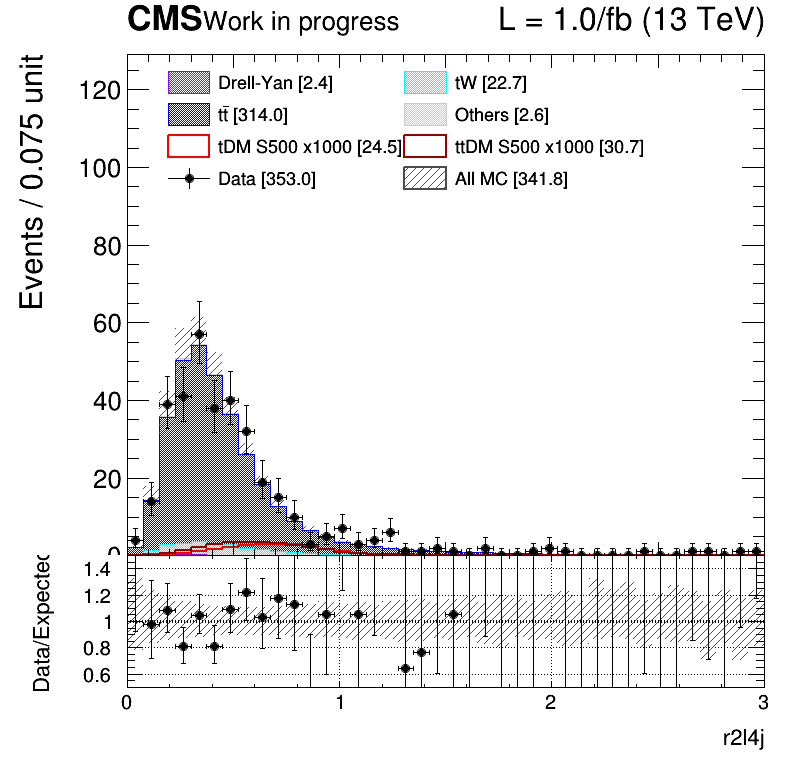 CMS Work in progress L = 1.0/fb (13 TeV)
Events / 0.075 unit
Drell-Yan [2.4] tW [22.7]
tt̄ [314.0] Others [2.6]
tDM S500 x1000 [24.5] ttDM S500 x1000 [30.7]
Data [353.0] All MC [341.8]
120
100
80
60
40
20
0
Data/Expected
1.4
1.2
1
0.8
0.6
0 1 2 3
r2l4j